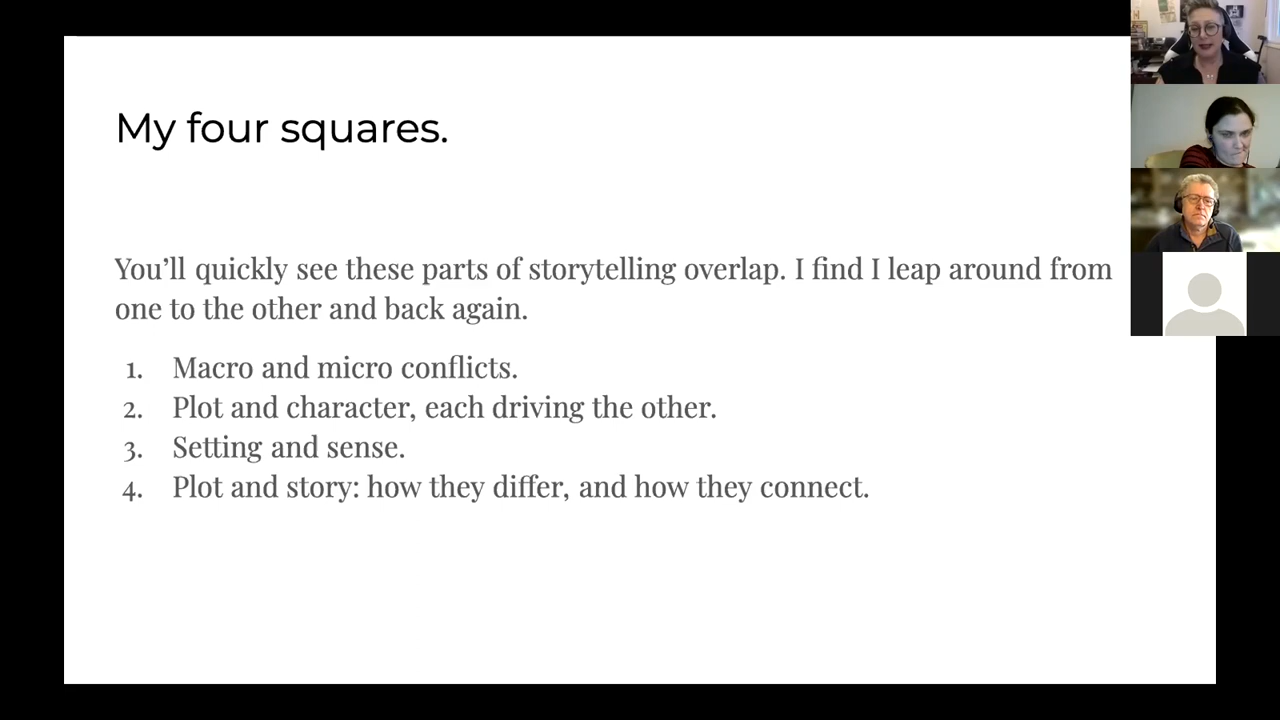 My four squares.
You’ll quickly see these parts of storytelling overlap. I find I leap around from
one to the other and back again.
1. Macro and micro conflicts.
2. Plot and character, each driving the other.
3. Setting and sense.
4. Plot and story: how they differ, and how they connect.